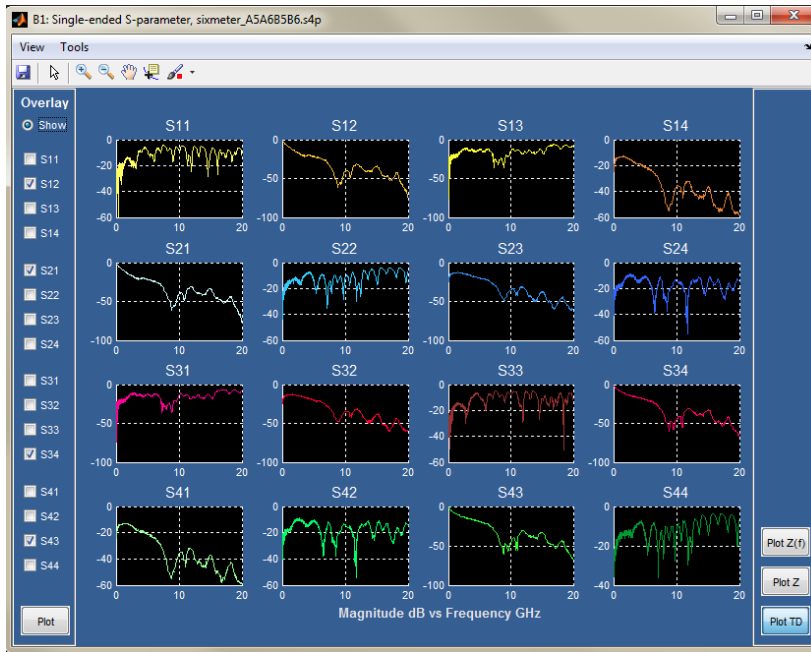 B1: Single-ended S-parameter, sixmeter_A5A6B5B6.s4p
View Tools
Overlay
Show
S11
S12
S13
S14
S21
S22
S23
S24
S31
S32
S33
S34
S41
S42
S43
S44
Plot
S11 S12 S13 S14
0 0 0 0
-20 -20
-50 -50
-40 -40
-60 -100 -100 -60
0 10 20 0 10 20 0 10 20 0 10 20
S21 S22 S23 S24
0 0 0 0
-20 -20
-50 -50
-40 -40
-100 -60 -100 -60
0 10 20 0 10 20 0 10 20 0 10 20
S31 S32 S33 S34
0 0 0 0
-20
-50 -50 -50
-40
-100 -100 -60 -100
0 10 20 0 10 20 0 10 20 0 10 20
S41 S42 S43 S44
0 0 0 0
-20 -20 -20
-50
-40 -40
-60 -60 -100 -40
0 10 20 0 10 20 0 10 20 0 10 20
Magnitude dB vs Frequency GHz
Plot Z(f)
Plot Z
Plot TD